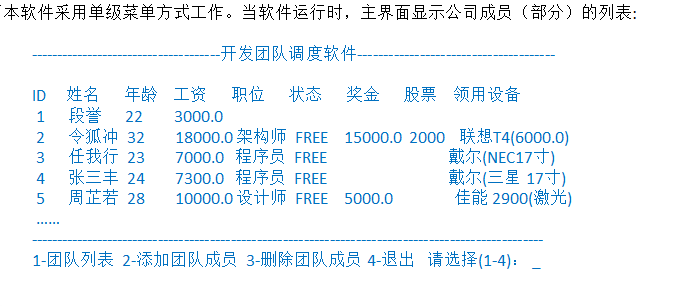 本软件采用单级菜单方式工作。当软件运行时，主界面显示公司成员（部分）的列表:
-------------------------------------开发团队调度软件---------------------------------------
ID 姓名 年龄 工资 职位 状态 奖金 股票 领用设备
1 段誉 22 3000.0
2 令狐冲 32 18000.0 架构师 FREE 15000.0 2000 联想T4(6000.0)
3 任我行 23 7000.0 程序员 FREE 戴尔(NEC17寸)
4 张三丰 24 7300.0 程序员 FREE 戴尔(三星 17寸)
5 周芷若 28 10000.0 设计师 FREE 5000.0 佳能 2900(激光)
……
-----------------------------------------------------------------------------------------------------
1-团队列表 2-添加团队成员 3-删除团队成员 4-退出 请选择(1-4)： _